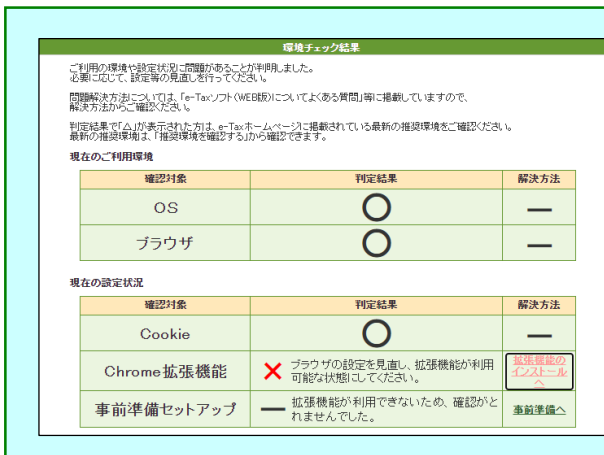 環境チェック結果
ご利用の環境や設定状況に問題があることが判明しました。
必要に応じて、設定等の見直しを行ってください。
問題解決方法については、「e-Taxソフト(WEB版)についてよくある質問」等に掲載していますので、
解決方法からご確認ください。
判定結果で「△」が表示された方は、e-Taxホームページに掲載されている最新の推奨環境をご確認ください。
最新の推奨環境は、「推奨環境を確認する」から確認できます。
現在のご利用環境
確認対象 判定結果 解決方法
OS ○ ―
ブラウザ ○ ―
現在の設定状況
確認対象 判定結果 解決方法
Cookie ○ ―
Chrome拡張機能 ✕ ブラウザの設定を見直し、拡張機能が利用
可能な状態にしてください。
拡張機能の
インストール
へ
事前準備セットアップ ― 拡張機能が利用できないため、確認がと
れませんでした。
事前準備へ